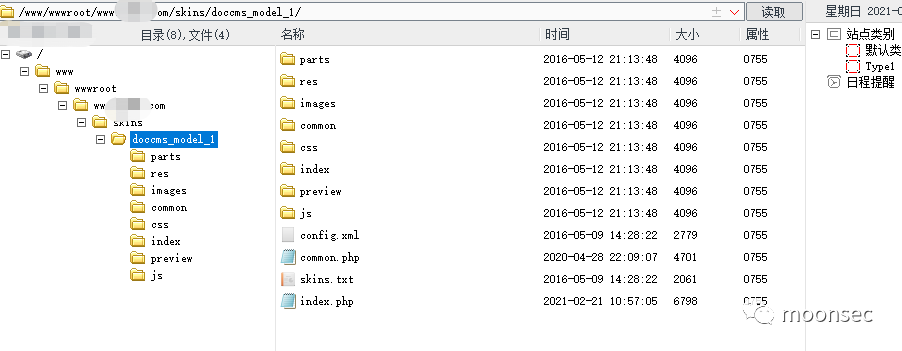 /www/wwwroot/www com/skins/doccms_model_1/ 读取 星期日 2021-0
目录(8),文件(4) 名称 时间 大小 属性
/
www
wwwroot
ww com
skins
doccms_model_1
parts
res
images
common
css
index
preview
js
parts 2016-05-12 21:13:48 4096 0755
res 2016-05-12 21:13:48 4096 0755
images 2016-05-12 21:13:48 4096 0755
common 2016-05-12 21:13:48 4096 0755
css 2016-05-12 21:13:48 4096 0755
index 2016-05-12 21:13:48 4096 0755
preview 2016-05-12 21:13:48 4096 0755
js 2016-05-12 21:13:48 4096 0755
config.xml 2016-05-09 14:28:22 2779 0755
common.php 2020-04-28 22:09:07 4701 0755
skins.txt 2016-05-09 14:28:22 2061 0755
index.php 2021-02-21 10:57:05 6798 0755
站点类别
默认类
Type1
日程提醒
moonsec